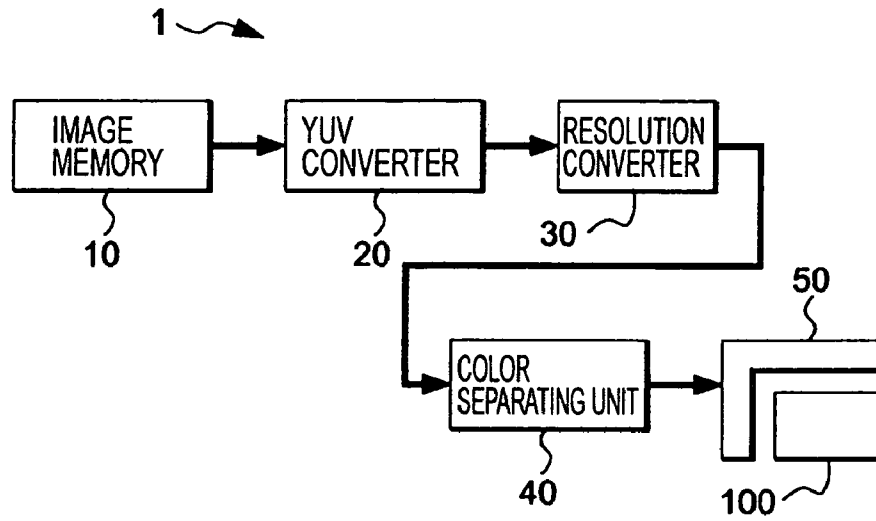 1
IMAGE
MEMORY
10
YUV
CONVERTER
20
RESOLUTION
CONVERTER
30
COLOR
SEPARATING UNIT
40
50
100